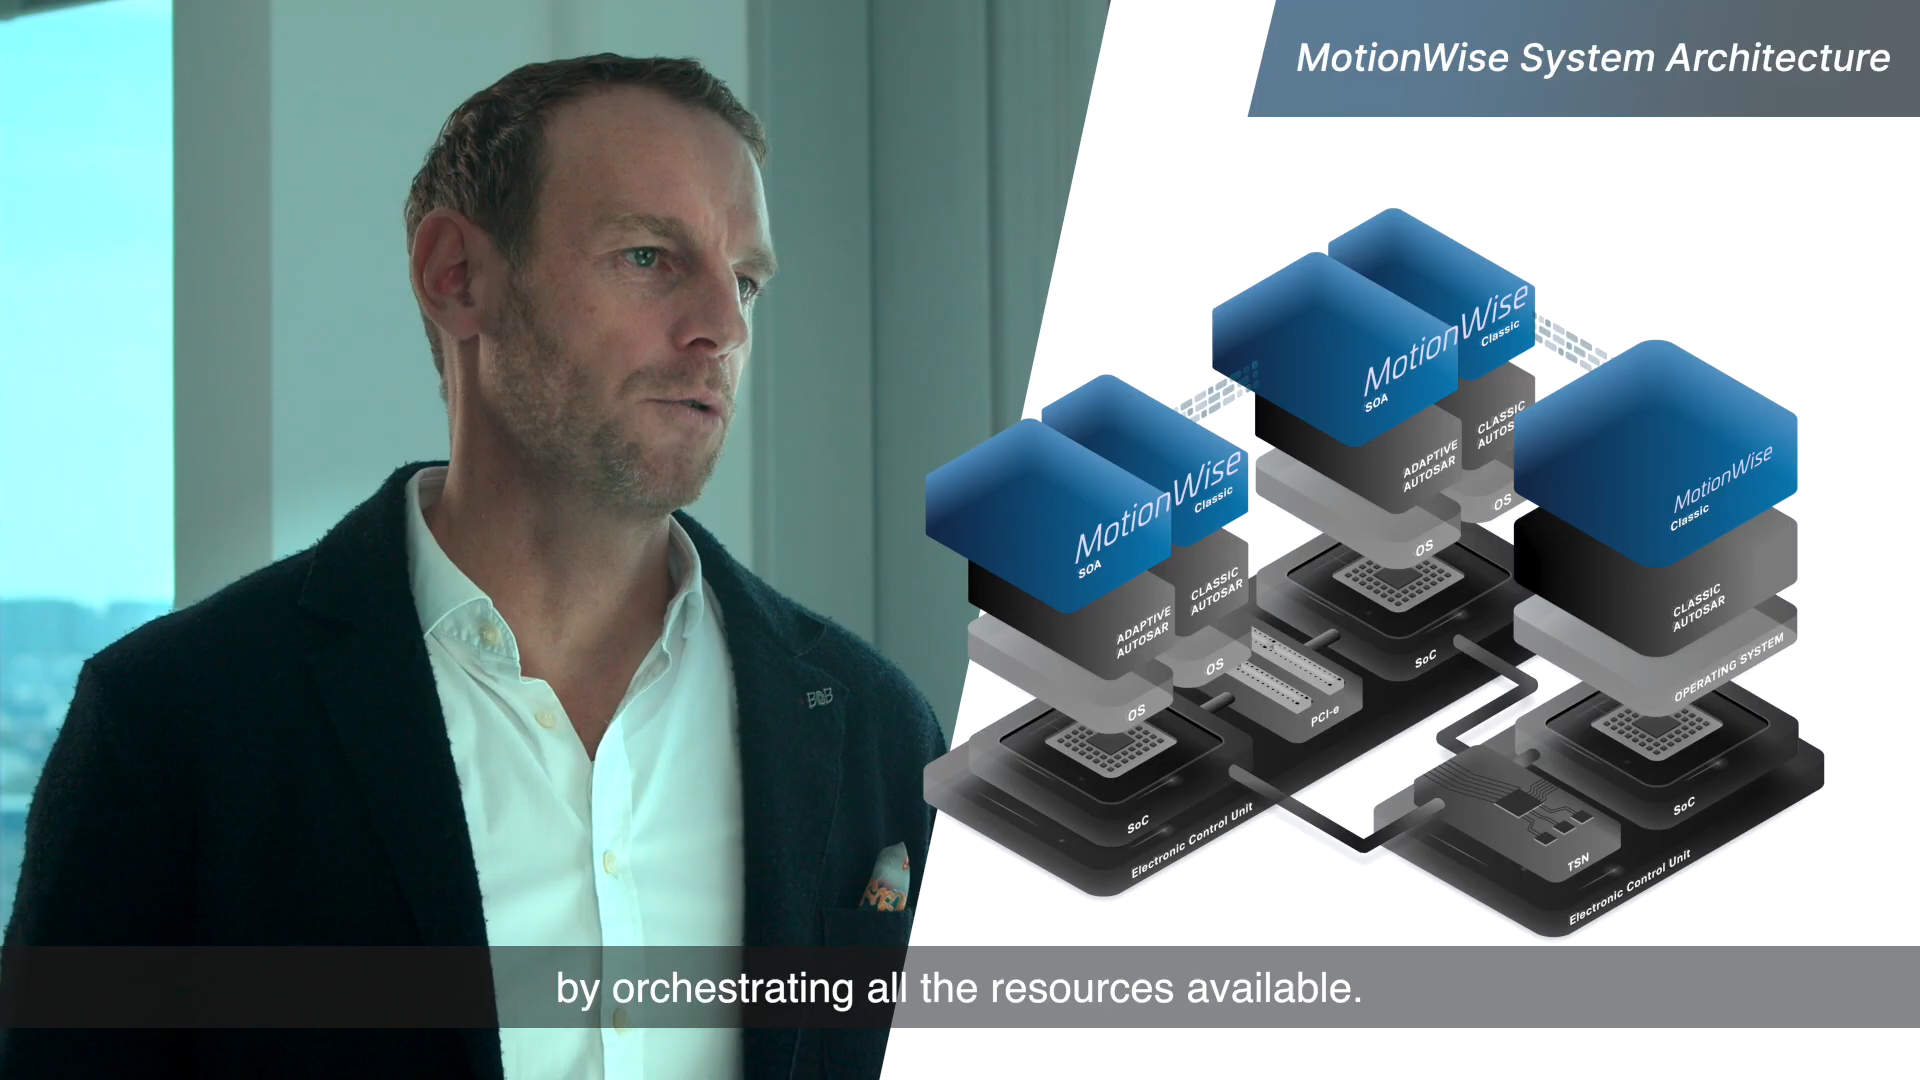 MotionWise System Architecture
MotionWise
Classic
MotionWise
SOA
CLASSIC
AUTOS
ADAPTIVE
AUTOSAR
OS
OS
SoC
MotionWise
Classic
MotionWise
SOA
CLASSIC
AUTOSAR
ADAPTIVE
AUTOSAR
OS
OS
SoC
PCI-e
Electronic Control Unit
MotionWise
Classic
CLASSIC
AUTOSAR
OPERATING SYSTEM
SoC
TSN
Electronic Control Unit
by orchestrating all the resources available.